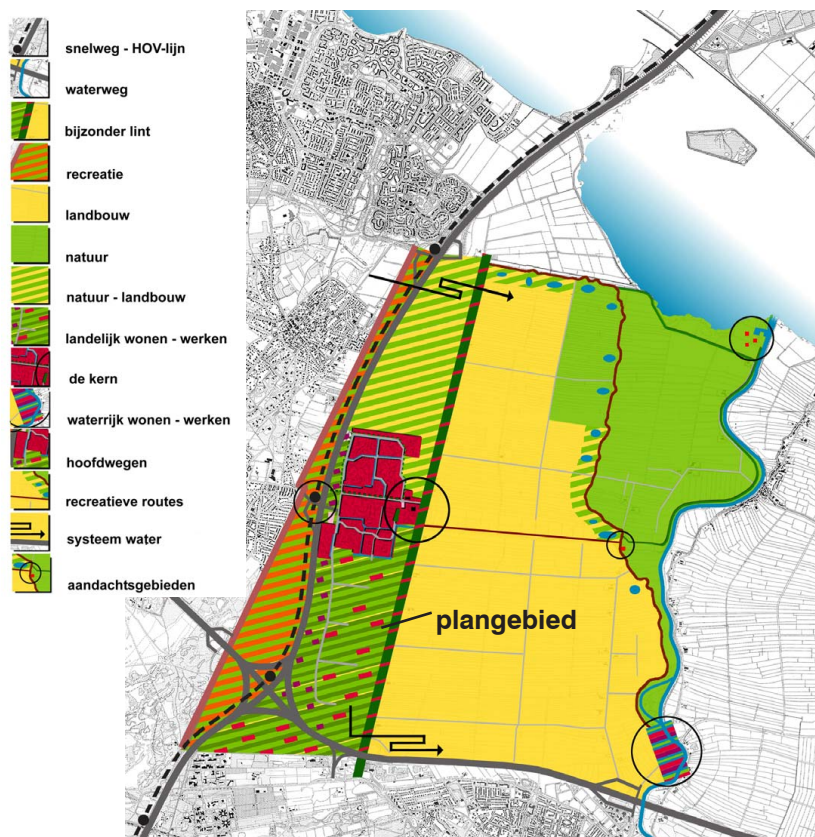 snelweg - HOV-lijn
waterweg
bijzonder lint
recreatie
landbouw
natuur
natuur - landbouw
landelijk wonen - werken
de kern
waterrijk wonen - werken
hoofdwegen
recreatieve routes
systeem water
aandachtsgebieden
plangebied